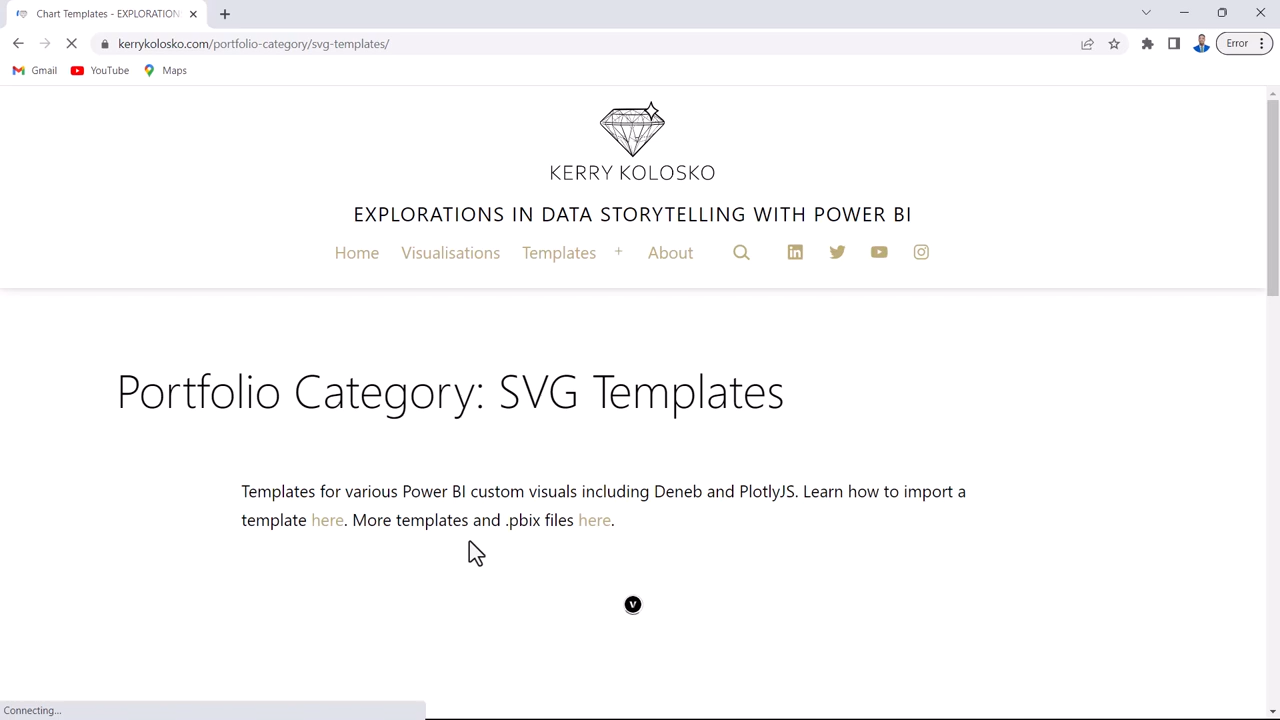 Chart Templates - EXPLORATION
kerrykolosko.com/portfolio-category/svg-templates/
Error
Gmail
YouTube
Maps
KERRY KOLOSKO
EXPLORATIONS IN DATA STORYTELLING WITH POWER BI
Home
Visualisations
Templates +
About
Portfolio Category: SVG Templates
Templates for various Power BI custom visuals including Deneb and PlotlyJS. Learn how to import a
template here. More templates and .pbix files here.
V
Connecting...